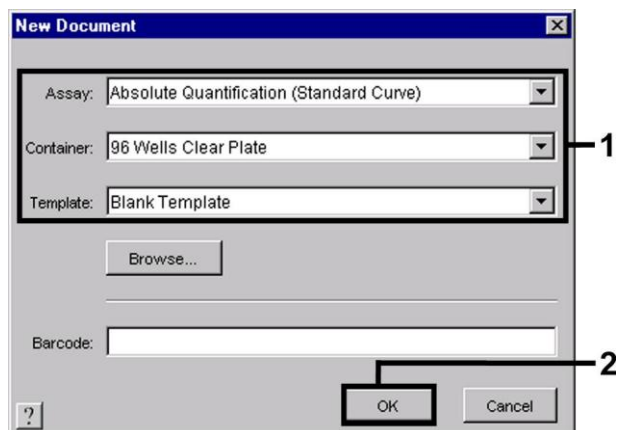 New Document
Assay: Absolute Quantification (Standard Curve)
1
Container: 96 Wells Clear Plate
Template: Blank Template
Browse...
Barcode:
2
OK Cancel
?